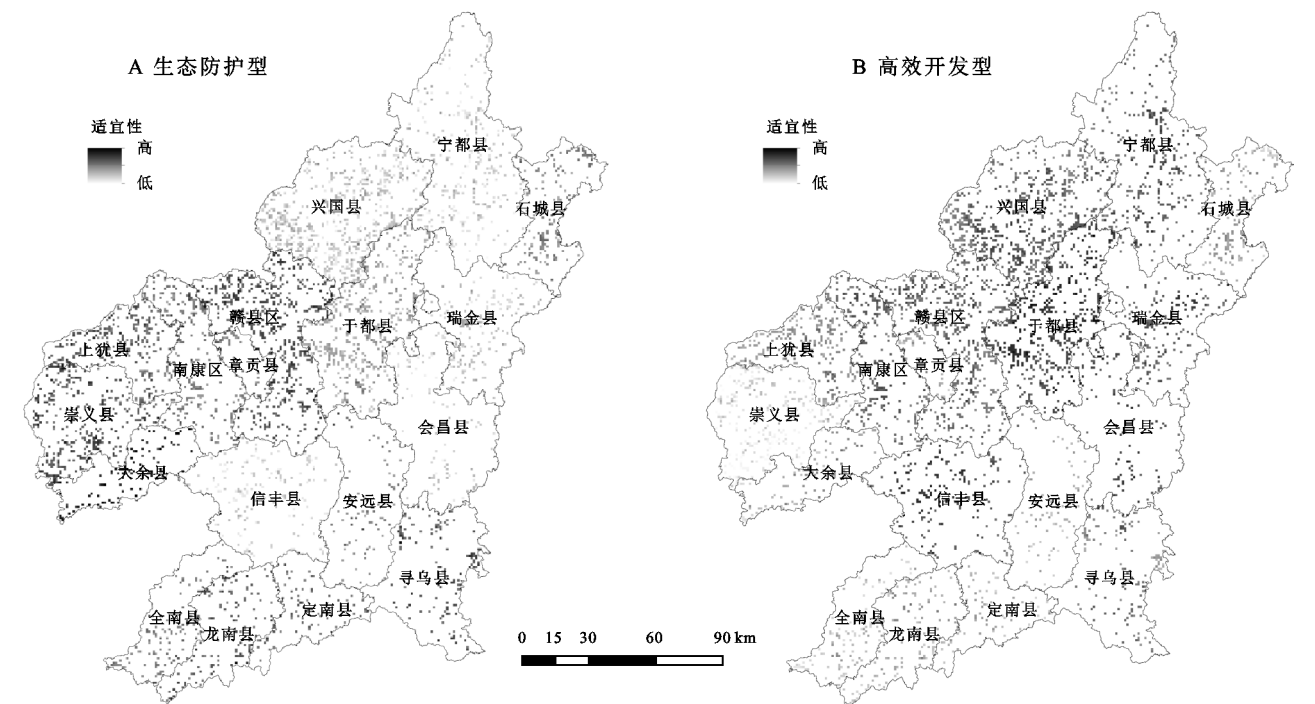 A 生态防护型
适宜性
高
低
宁都县
兴国县
石城县
赣县区
于都县
瑞金县
上犹县
南康区
章贡县
崇义县
会昌县
大余县
信丰县
安远县
寻乌县
全南县
龙南县
定南县
0 15 30 60 90 km
B 高效开发型
适宜性
高
低
宁都县
兴国县
石城县
赣县区
于都县
瑞金县
上犹县
南康区
章贡县
崇义县
会昌县
大余县
信丰县
安远县
寻乌县
全南县
龙南县
定南县